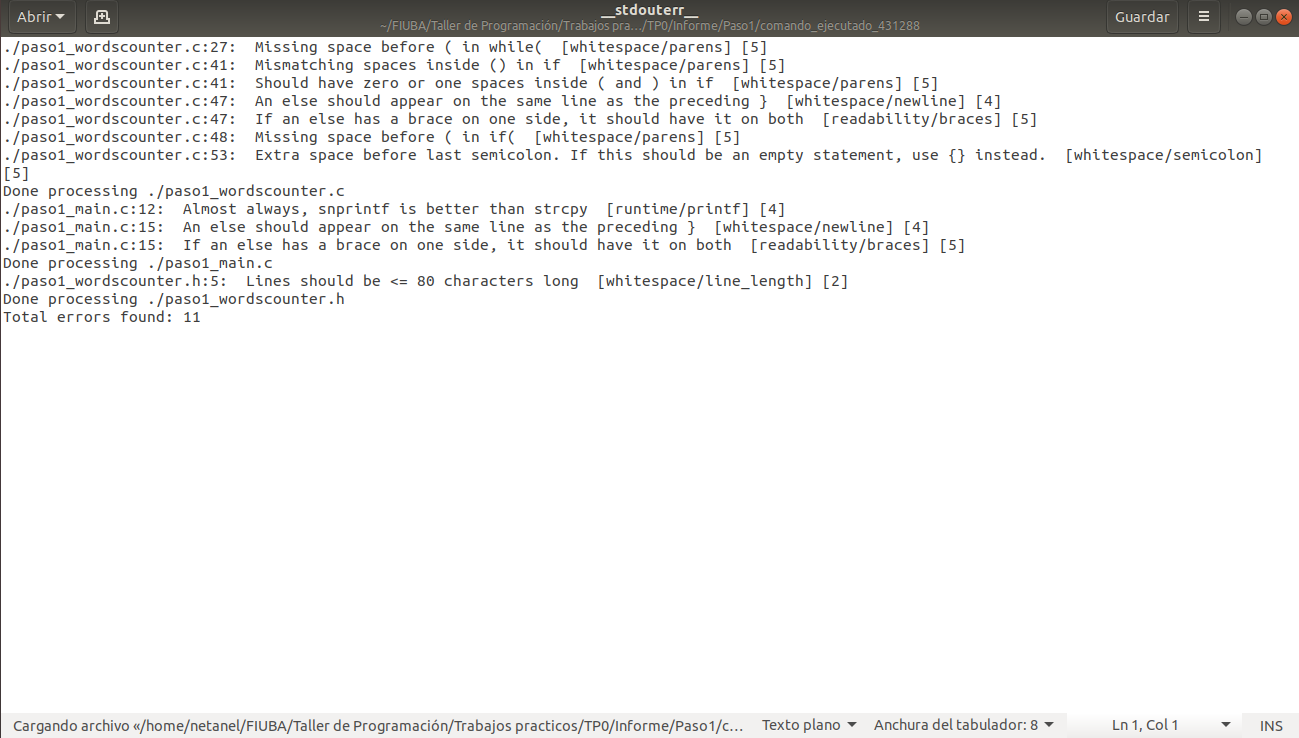 Abrir
__stdouterr__
~/FIUBA/Taller de Programación/Trabajos pra…/TP0/Informe/Paso1/comando_ejecutado_431288
Guardar
./paso1_wordscounter.c:27:  Missing space before ( in while(  [whitespace/parens] [5]
./paso1_wordscounter.c:41:  Mismatching spaces inside () in if  [whitespace/parens] [5]
./paso1_wordscounter.c:41:  Should have zero or one spaces inside ( and ) in if  [whitespace/parens] [5]
./paso1_wordscounter.c:47:  An else should appear on the same line as the preceding }  [whitespace/newline] [4]
./paso1_wordscounter.c:47:  If an else has a brace on one side, it should have it on both  [readability/braces] [5]
./paso1_wordscounter.c:48:  Missing space before ( in if(  [whitespace/parens] [5]
./paso1_wordscounter.c:53:  Extra space before last semicolon. If this should be an empty statement, use {} instead.  [whitespace/semicolon]
[5]
Done processing ./paso1_wordscounter.c
./paso1_main.c:12:  Almost always, snprintf is better than strcpy  [runtime/printf] [4]
./paso1_main.c:15:  An else should appear on the same line as the preceding }  [whitespace/newline] [4]
./paso1_main.c:15:  If an else has a brace on one side, it should have it on both  [readability/braces] [5]
Done processing ./paso1_main.c
./paso1_wordscounter.h:5:  Lines should be <= 80 characters long  [whitespace/line_length] [2]
Done processing ./paso1_wordscounter.h
Total errors found: 11
Cargando archivo «/home/netanel/FIUBA/Taller de Programación/Trabajos practicos/TP0/Informe/Paso1/c…
Texto plano
Anchura del tabulador: 8
Ln 1, Col 1
INS